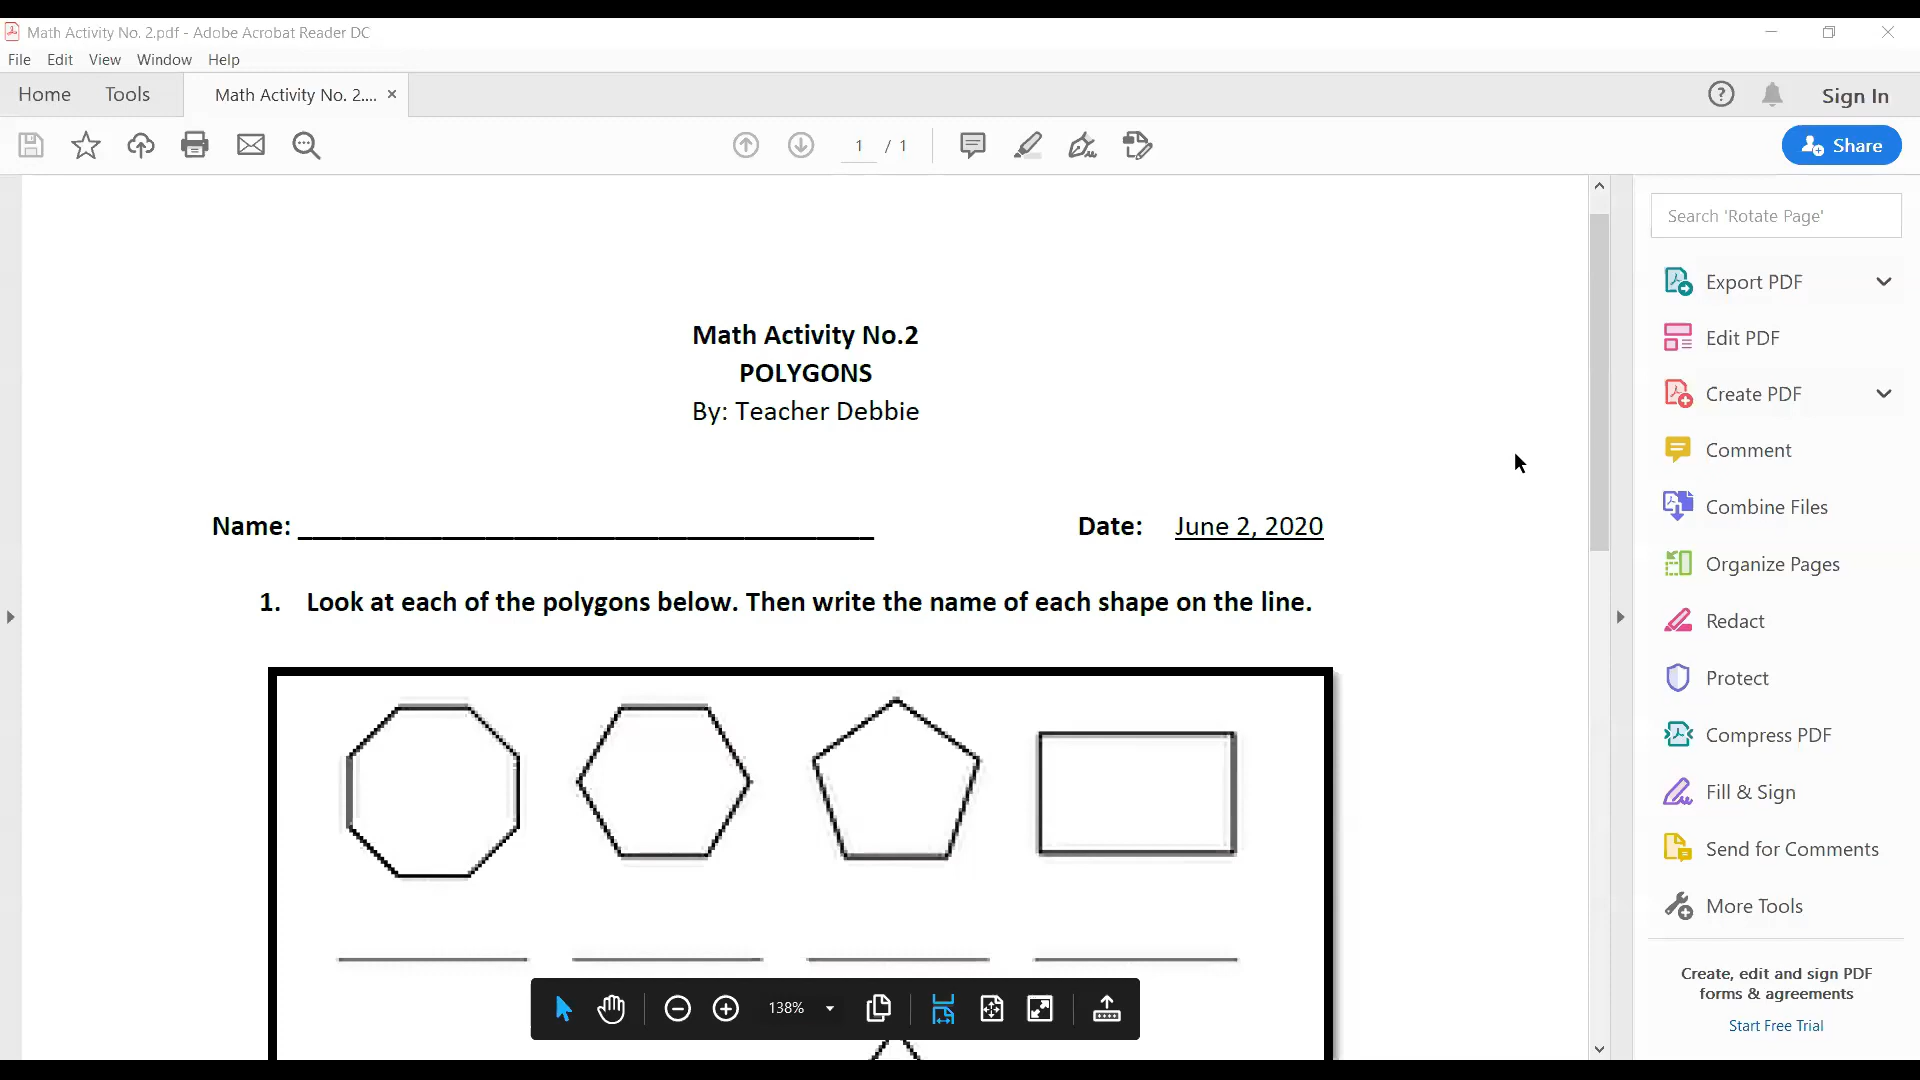 Math Activity No. 2.pdf - Adobe Acrobat Reader DC
File Edit View Window Help
Home Tools Math Activity No. 2.... × Sign In
1 / 1
Share
Search 'Rotate Page'
Export PDF
Edit PDF
Create PDF
Comment
Combine Files
Organize Pages
Redact
Protect
Compress PDF
Fill & Sign
Send for Comments
More Tools
Create, edit and sign PDF
forms & agreements
Start Free Trial
Math Activity No.2
POLYGONS
By: Teacher Debbie
Name: ________________________________________ Date: June 2, 2020
1. Look at each of the polygons below. Then write the name of each shape on the line.
138%